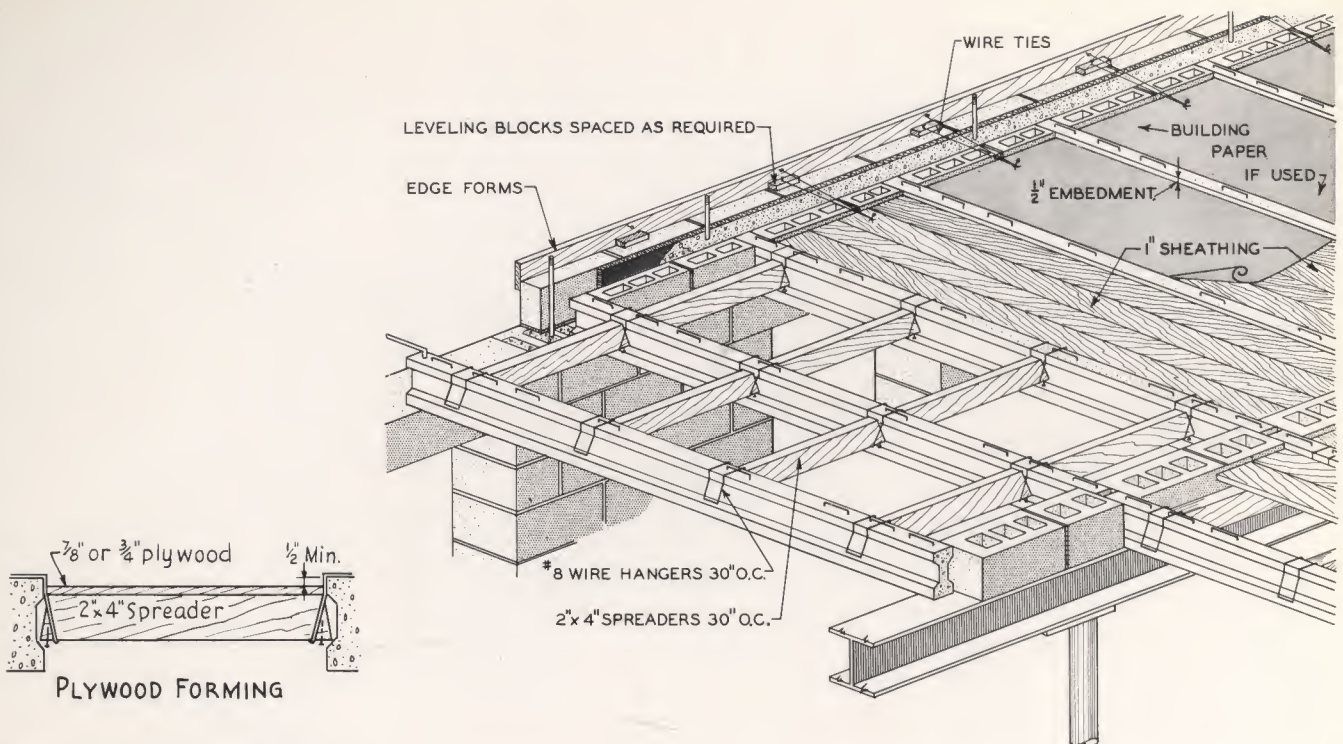 WIRE TIES
LEVELING BLOCKS SPACED AS REQUIRED
EDGE FORMS
BUILDING
PAPER
IF USED
1/2" EMBEDMENT
1" SHEATHING
#8 WIRE HANGERS 30" O.C.
2"x 4" SPREADERS 30" O.C.
7/8" or 3/4" plywood
1/2" Min.
2"x 4" Spreader
PLYWOOD FORMING